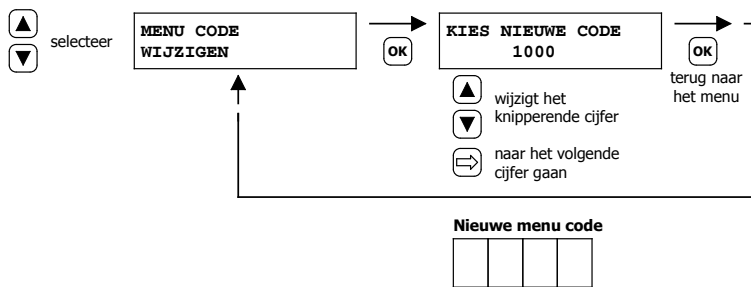 selecteer
MENU CODE
WIJZIGEN
OK
KIES NIEUWE CODE
1000
OK
terug naar
het menu
wijzigt het
knipperende cijfer
naar het volgende
cijfer gaan
Nieuwe menu code